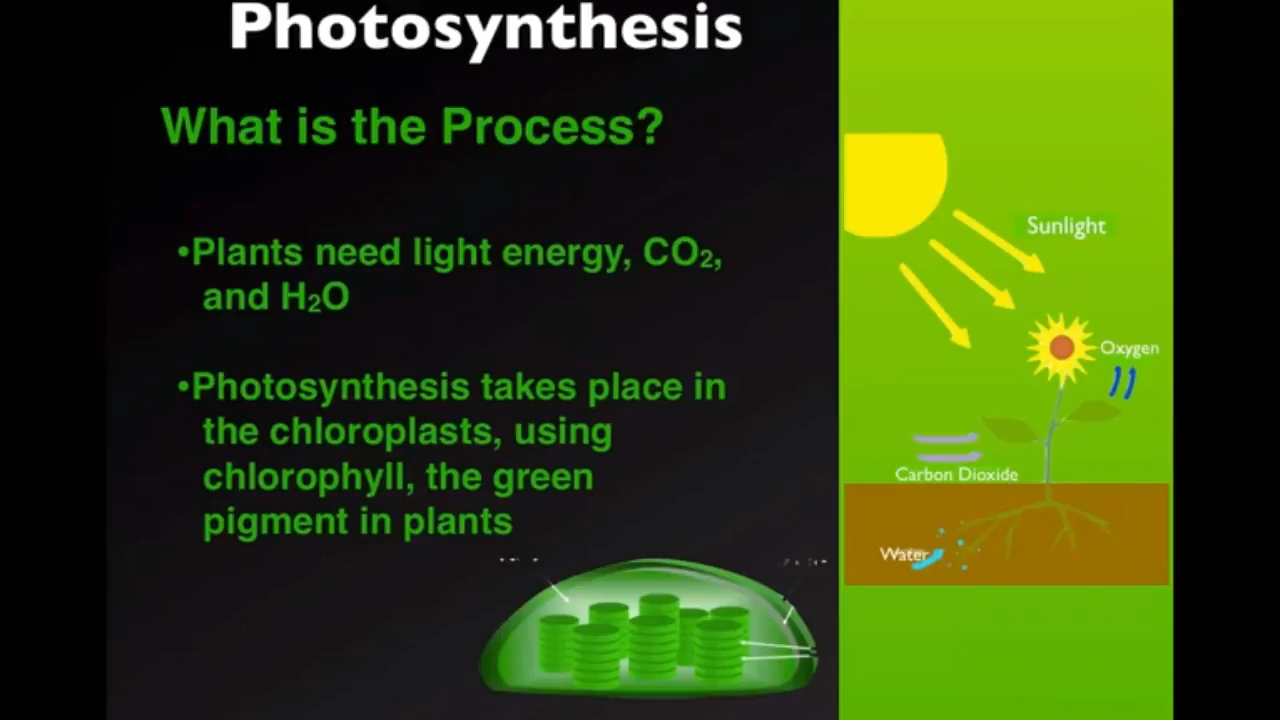 Photosynthesis
What is the Process?
•Plants need light energy, CO₂,
and H₂O
•Photosynthesis takes place in
the chloroplasts, using
chlorophyll, the green
pigment in plants
Sunlight
Oxygen
Carbon Dioxide
Water